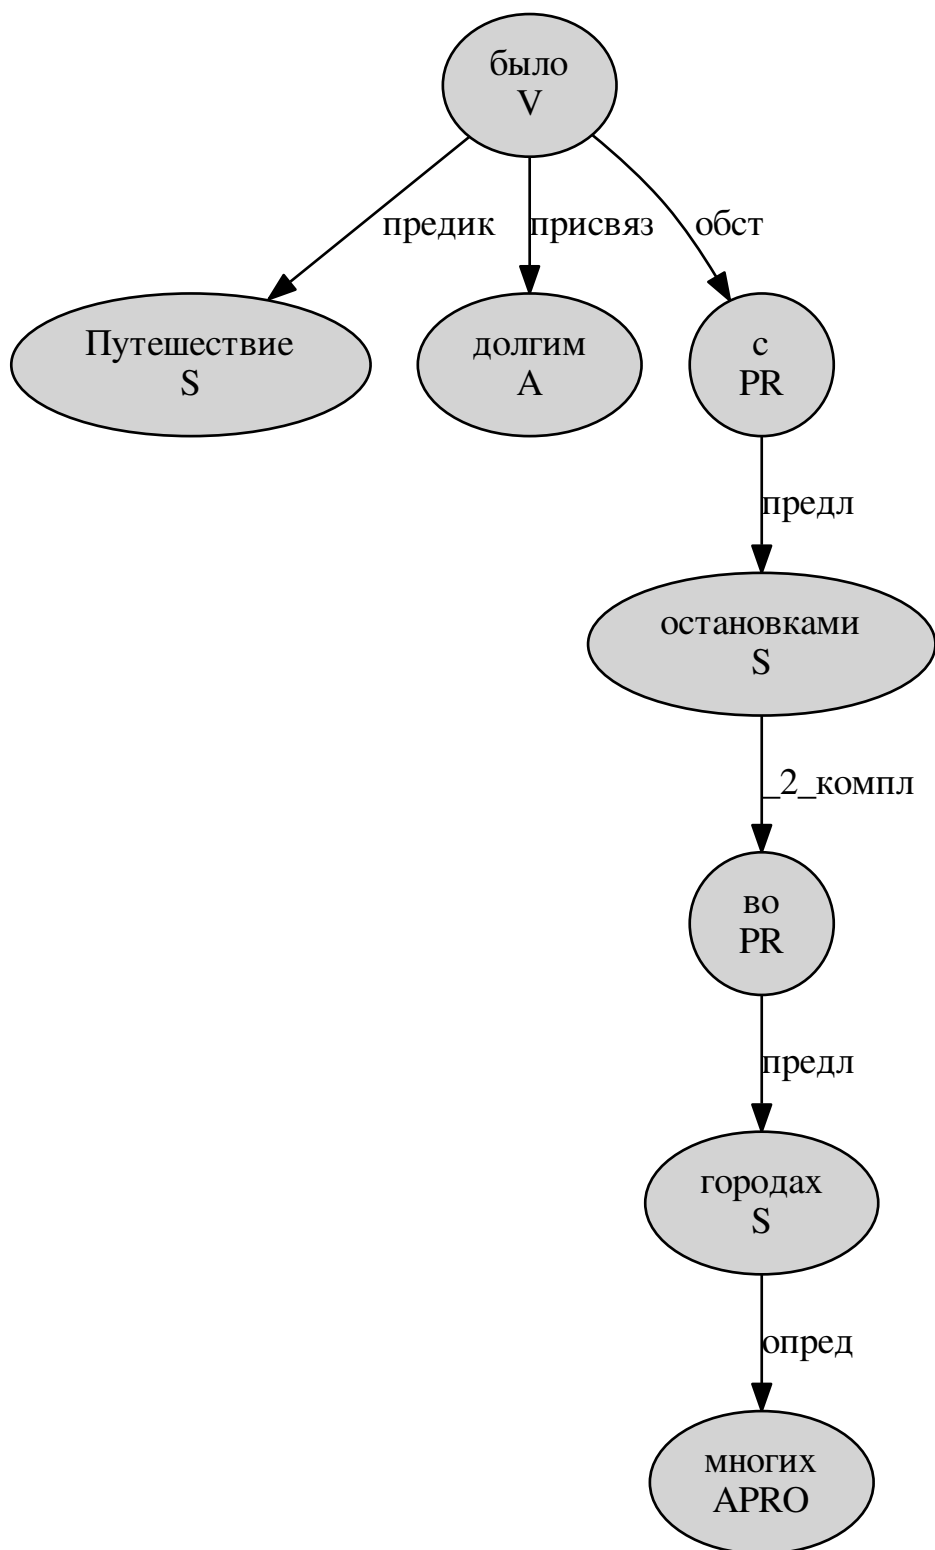 было
V
предик
присвяз
обст
Путешествие
S
долгим
A
с
PR
предл
остановками
S
_2_компл
во
PR
предл
городах
S
опред
многих
APRO